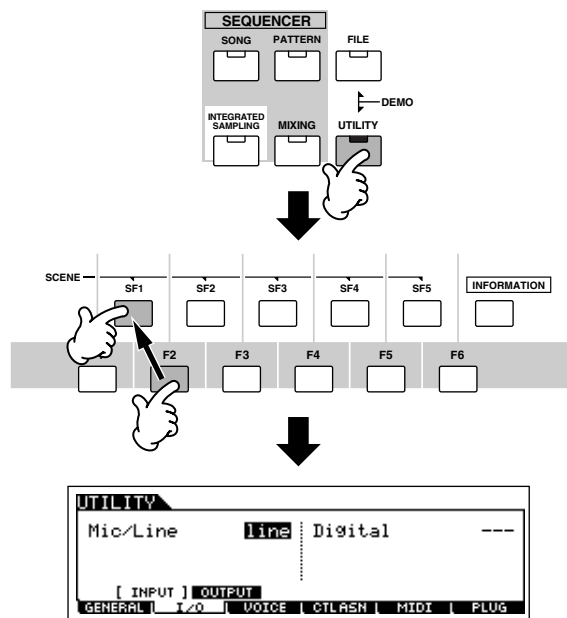 SEQUENCER
SONG PATTERN FILE
DEMO
INTEGRATED SAMPLING MIXING UTILITY
SCENE
SF1 SF2 SF3 SF4 SF5 INFORMATION
F2 F3 F4 F5 F6
UTILITY
Mic/Line line Digital ---
[ INPUT ] OUTPUT
GENERAL I/O VOICE CTLASN MIDI PLUG